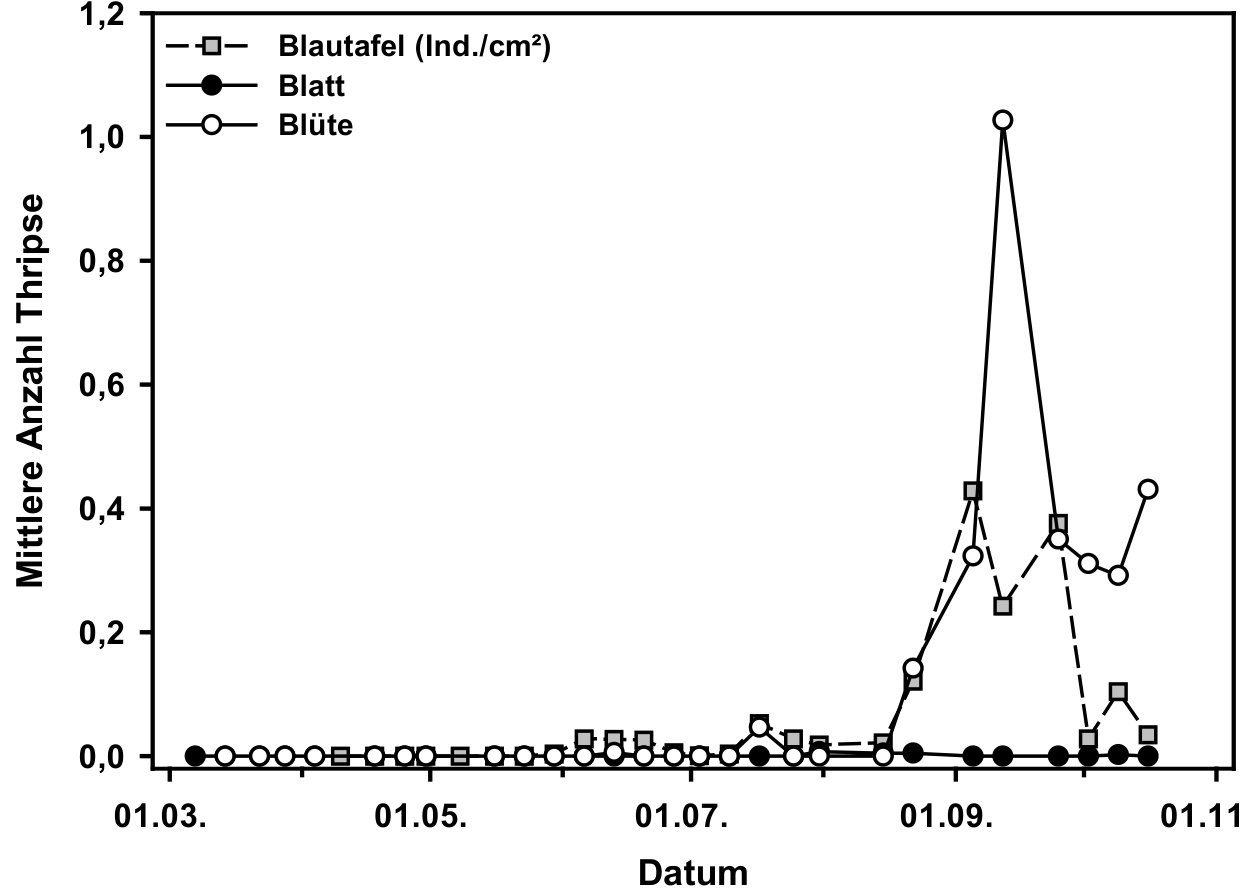 1,2
1,0
0,8
0,6
0,4
0,2
0,0
Mittlere Anzahl Thripse
Blautafel (Ind./cm²)
Blatt
Blüte
01.03. 01.05. 01.07. 01.09. 01.11
Datum